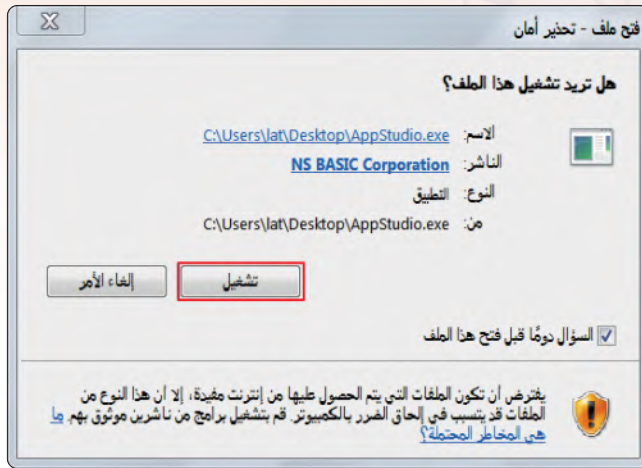 فتح ملف - تحذير أمان
هل تريد تشغيل هذا الملف؟
الاسم: C:\Users\lat\Desktop\AppStudio.exe
الناشر: NS BASIC Corporation
النوع: التطبيق
من: C:\Users\lat\Desktop\AppStudio.exe
تشغيل
إلغاء الأمر
السؤال دومًا قبل فتح هذا الملف
يفترض أن تكون الملفات التي يتم الحصول عليها من إنترنت مفيدة، إلا أن هذا النوع من
الملفات قد يتسبب في إلحاق الضرر بالكمبيوتر. قم بتشغيل برامج من ناشرين موثوق بهم. ما
هي المخاطر المحتملة؟